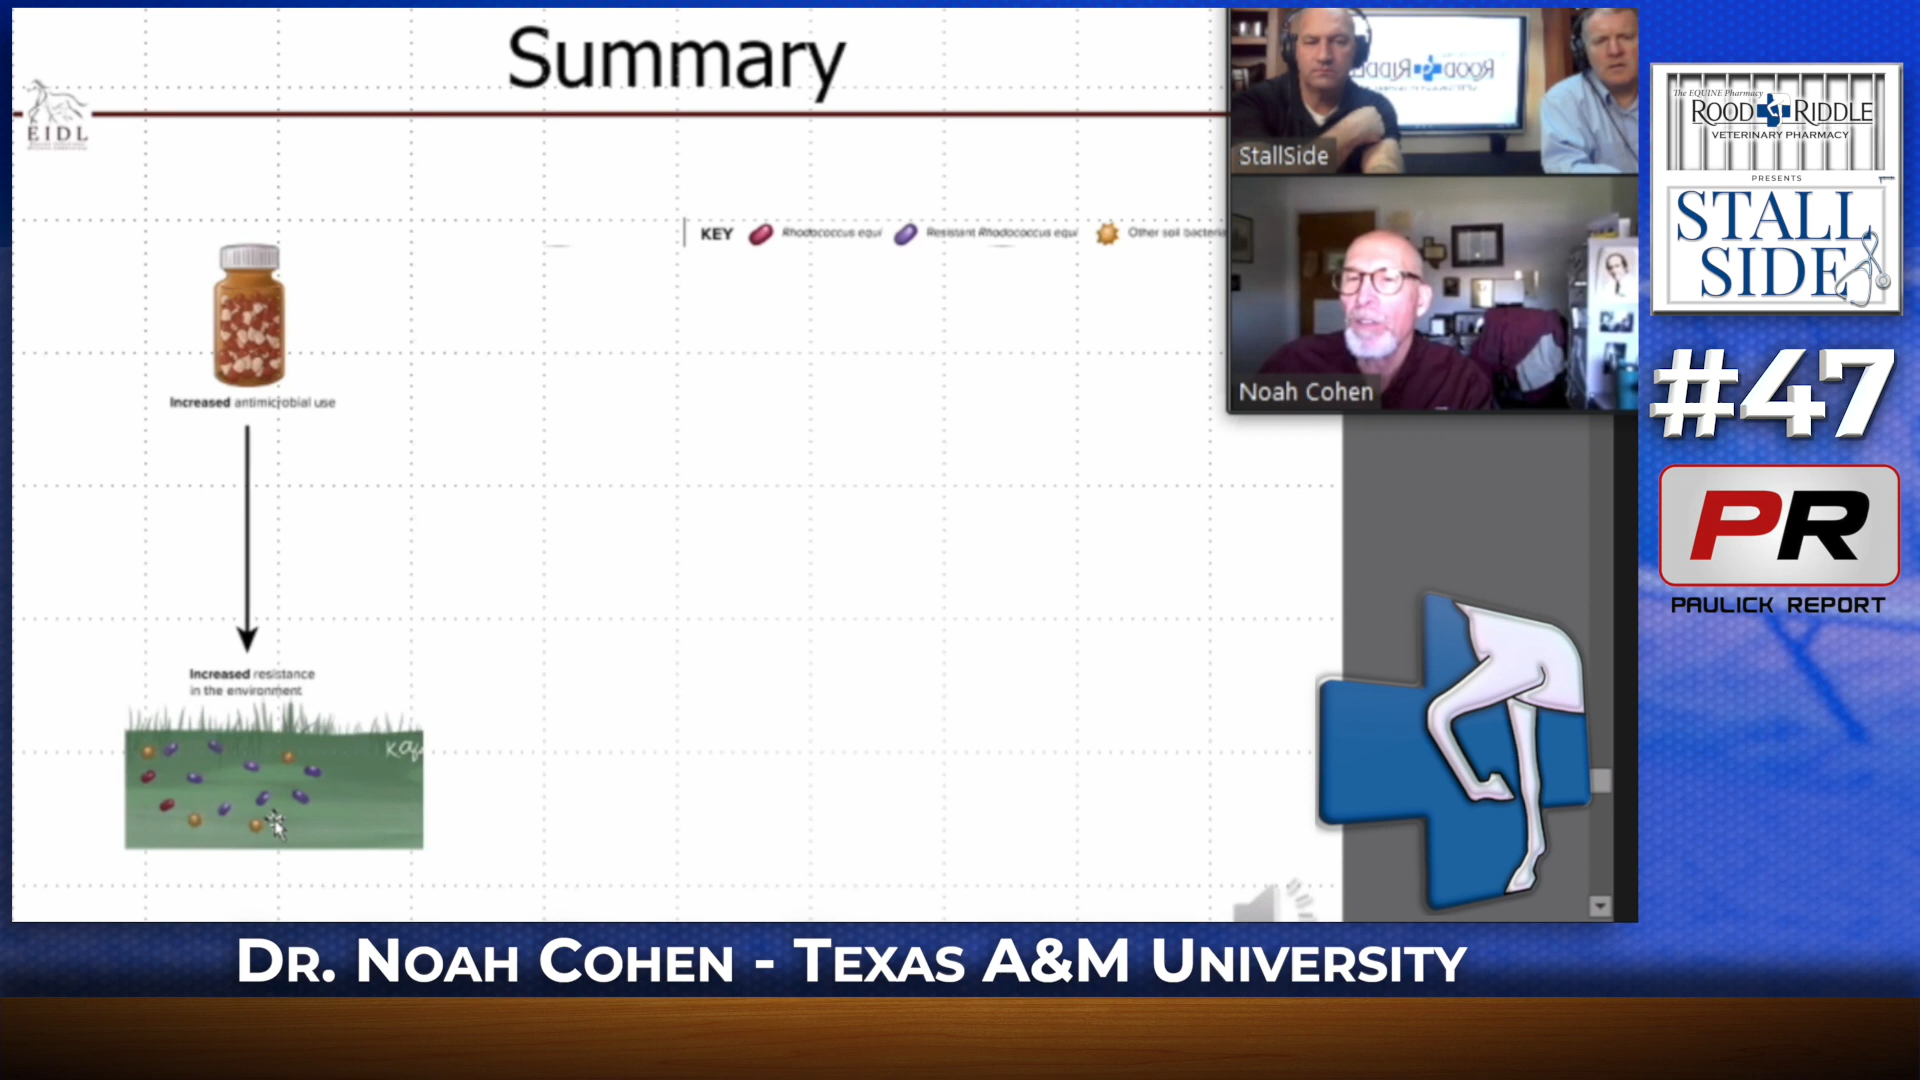 Summary
EIDL
KEY Rhodococcus equi Resistant Rhodococcus equi Other soil bacteria
Increased antimicrobial use
Increased resistance
in the environment
StallSide
Noah Cohen
The EQUINE Pharmacy
ROOD RIDDLE
VETERINARY PHARMACY
PRESENTS
STALL
SIDE
#47
PR
PAULICK REPORT
DR. NOAH COHEN - TEXAS A&M UNIVERSITY